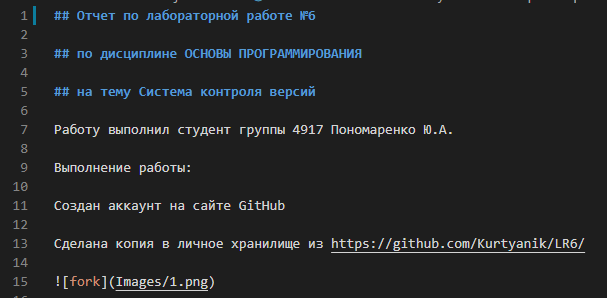 1 ## Отчет по лабораторной работе №6
2
3 ## по дисциплине ОСНОВЫ ПРОГРАММИРОВАНИЯ
4
5 ## на тему Система контроля версий
6
7 Работу выполнил студент группы 4917 Пономаренко Ю.А.
8
9 Выполнение работы:
10
11 Создан аккаунт на сайте GitHub
12
13 Сделана копия в личное хранилище из https://github.com/Kurtyanik/LR6/
14
15 ![fork](Images/1.png)